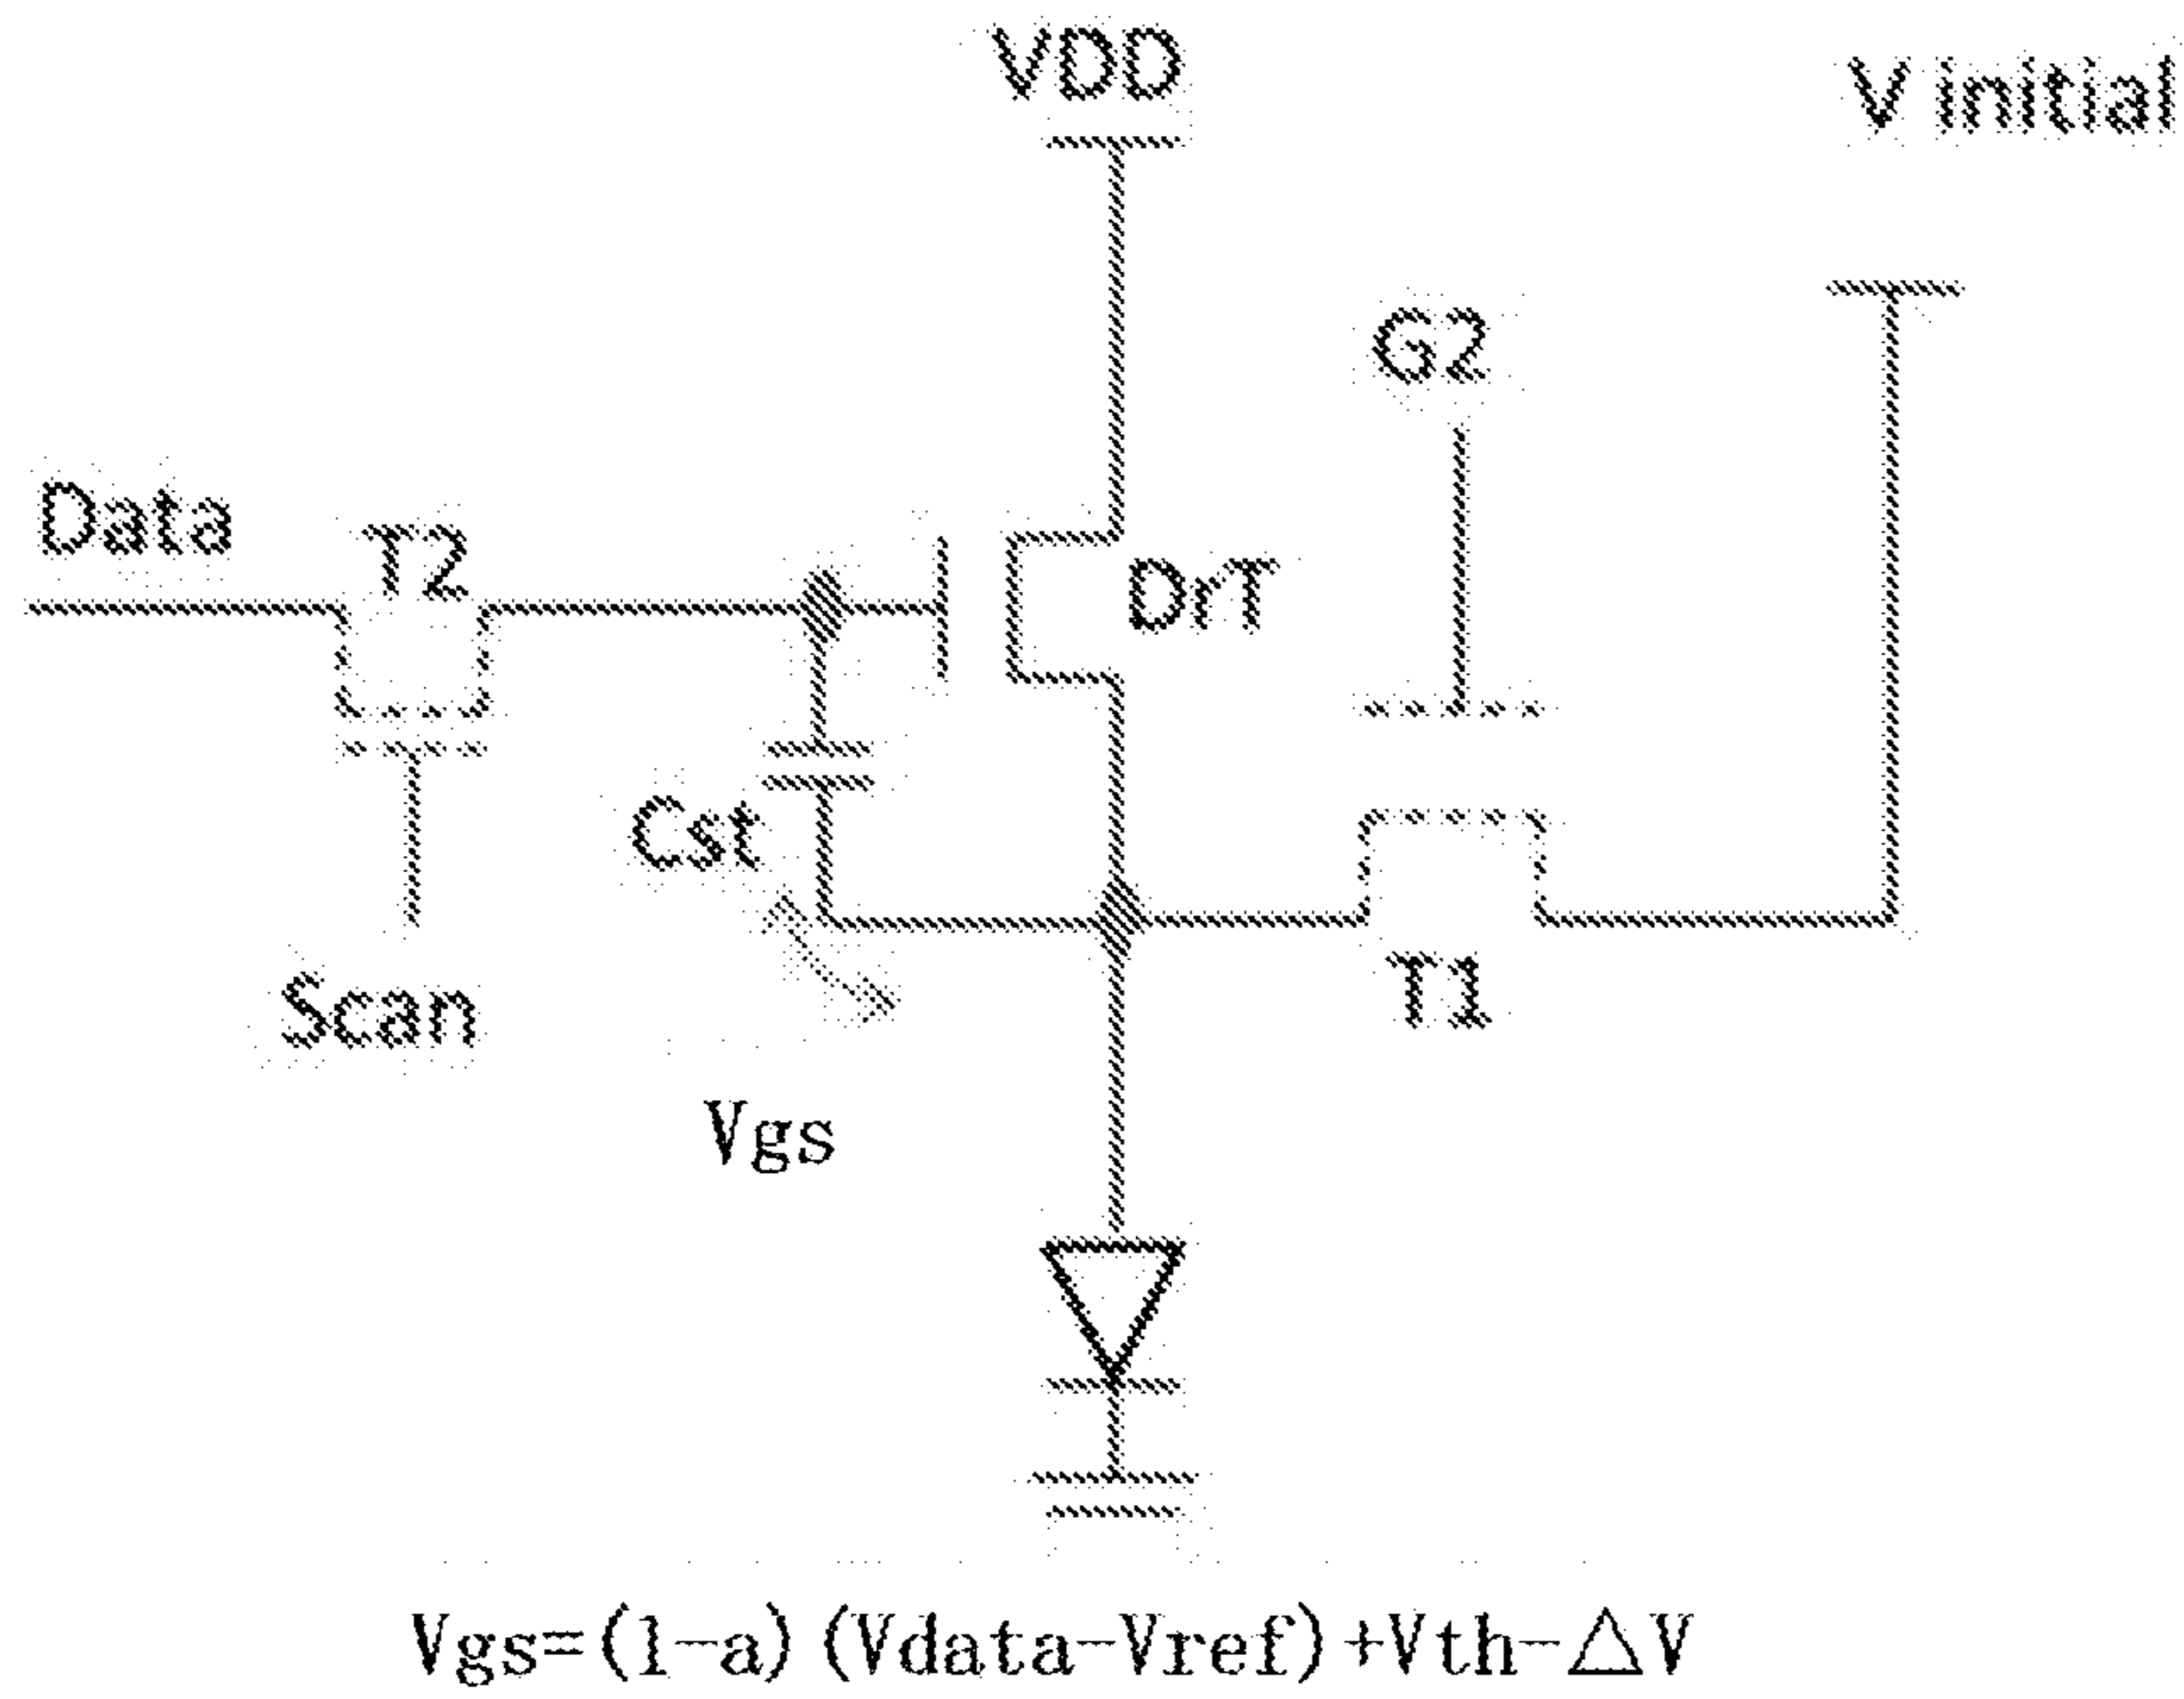 VDD
V initial
G2
Data
T2
DrT
Cst
T1
Scan
Vgs
Vgs=(1-a)(Vdata-Vref)+Vth-△V